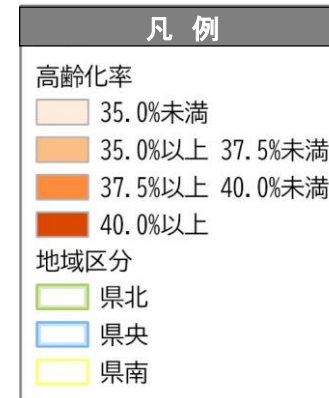 凡 例
高齢化率
35.0%未満
35.0%以上 37.5%未満
37.5%以上 40.0%未満
40.0%以上
地域区分
県北
県央
県南